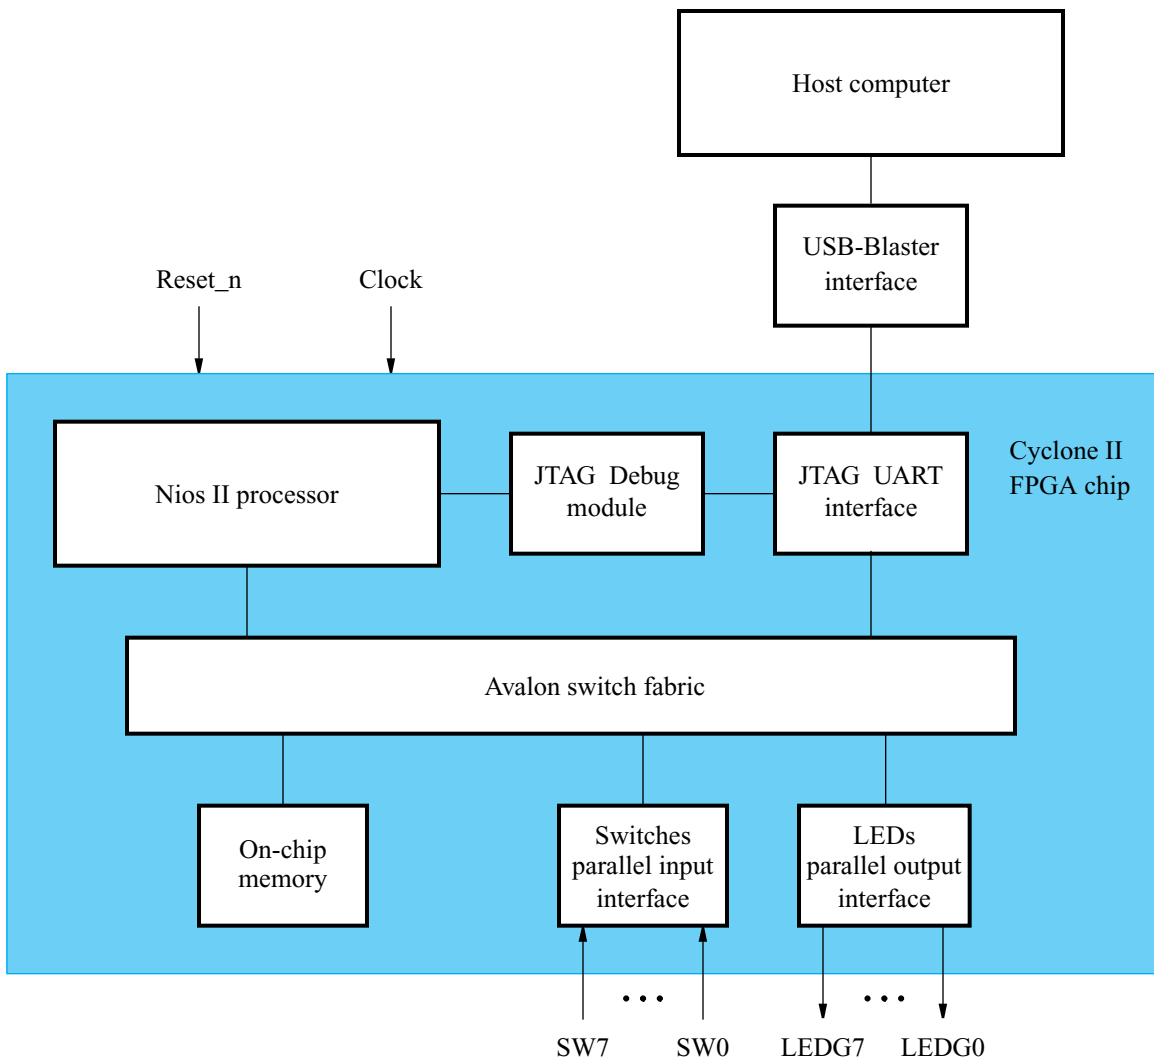 Host computer
USB-Blaster
interface
Reset_n
Clock
Cyclone II
FPGA chip
Nios II processor
JTAG Debug
module
JTAG UART
interface
Avalon switch fabric
On-chip
memory
Switches
parallel input
interface
LEDs
parallel output
interface
SW7
• • •
SW0
LEDG7
• • •
LEDG0